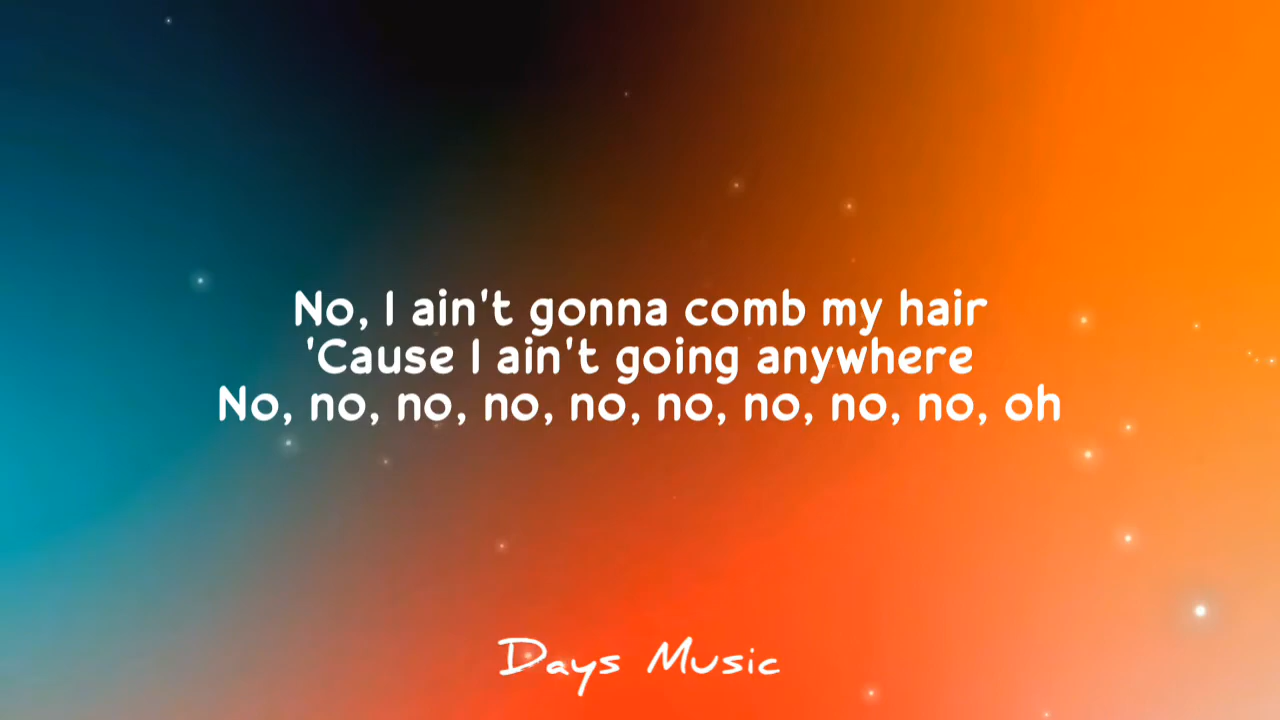 No, I ain't gonna comb my hair
'Cause I ain't going anywhere
No, no, no, no, no, no, no, no, no, oh
Days Music